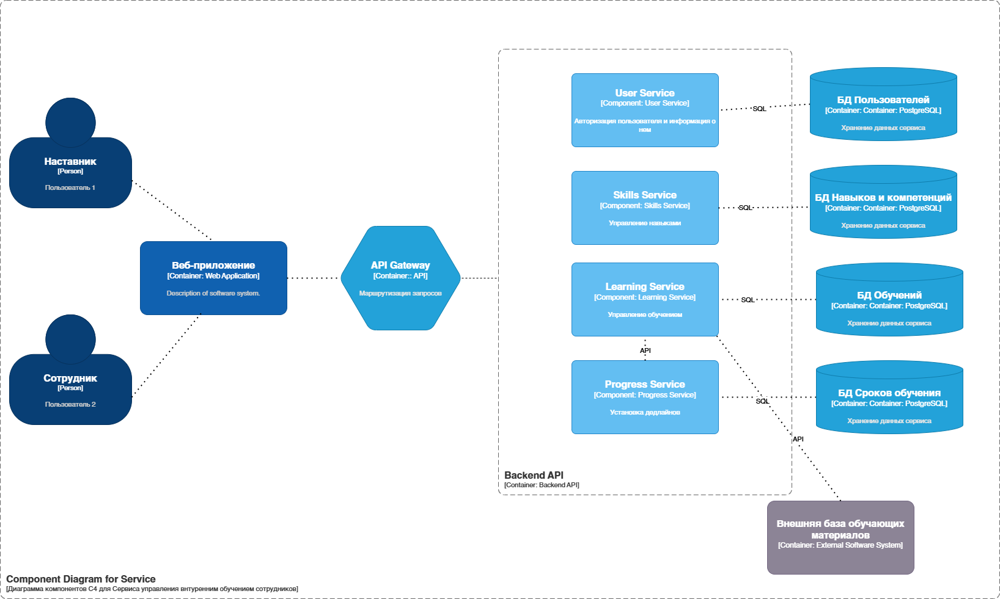 Наставник
[Person]
Пользователь 1
Сотрудник
[Person]
Пользователь 2
Веб-приложение
[Container: Web Application]
Description of software system.
API Gateway
[Container:: API]
Маршрутизация запросов
User Service
[Component: User Service]
Авторизация пользователя и информация о
нем
SQL
БД Пользователей
[Container: Container: PostgreSQL]
Хранение данных сервиса
Skills Service
[Component: Skills Service]
Управление навыками
SQL
БД Навыков и компетенций
[Container: Container: PostgreSQL]
Хранение данных сервиса
Learning Service
[Component: Learning Service]
Управление обучением
SQL
БД Обучений
[Container: Container: PostgreSQL]
Хранение данных сервиса
API
Progress Service
[Component: Progress Service]
Установка дедлайнов
SQL
БД Сроков обучения
[Container: Container: PostgreSQL]
Хранение данных сервиса
API
Backend API
[Container: Backend API]
Внешняя база обучающих
материалов
[Container: External Software System]
Component Diagram for Service
[Диаграмма компонентов С4 для Сервиса управления внтуренним обучением сотрудников]